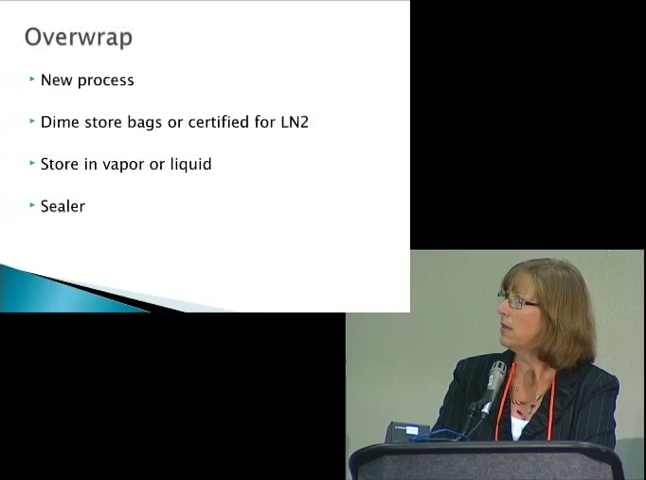 Overwrap
New process
Dime store bags or certified for LN2
Store in vapor or liquid
Sealer